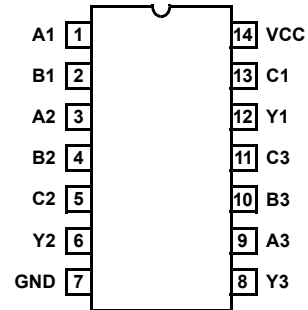 A1 1 14 VCC
B1 2 13 C1
A2 3 12 Y1
B2 4 11 C3
C2 5 10 B3
Y2 6 9 A3
GND 7 8 Y3